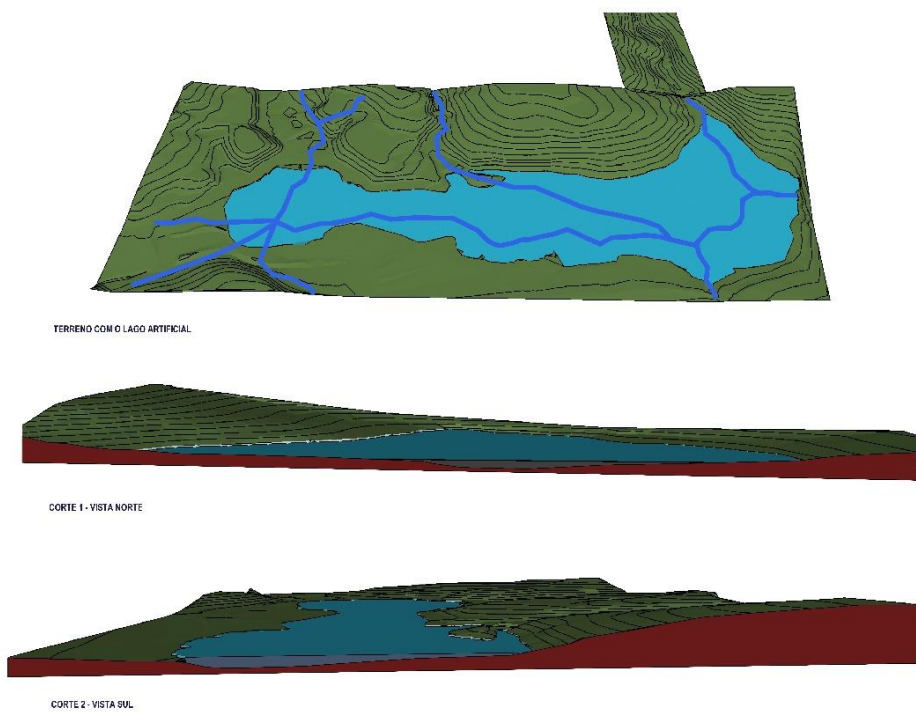 TERRENO COM O LAGO ARTIFICIAL
CORTE 1 - VISTA NORTE
CORTE 2 - VISTA SUL